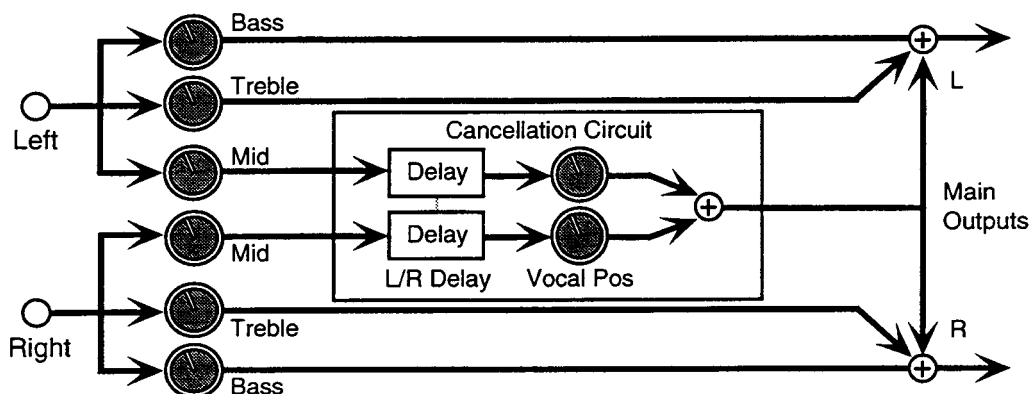 Bass
Treble
Left
Cancellation Circuit
L
Mid
Delay
Main
Outputs
Delay
Mid
L/R Delay
Vocal Pos
Treble
R
Right
Bass